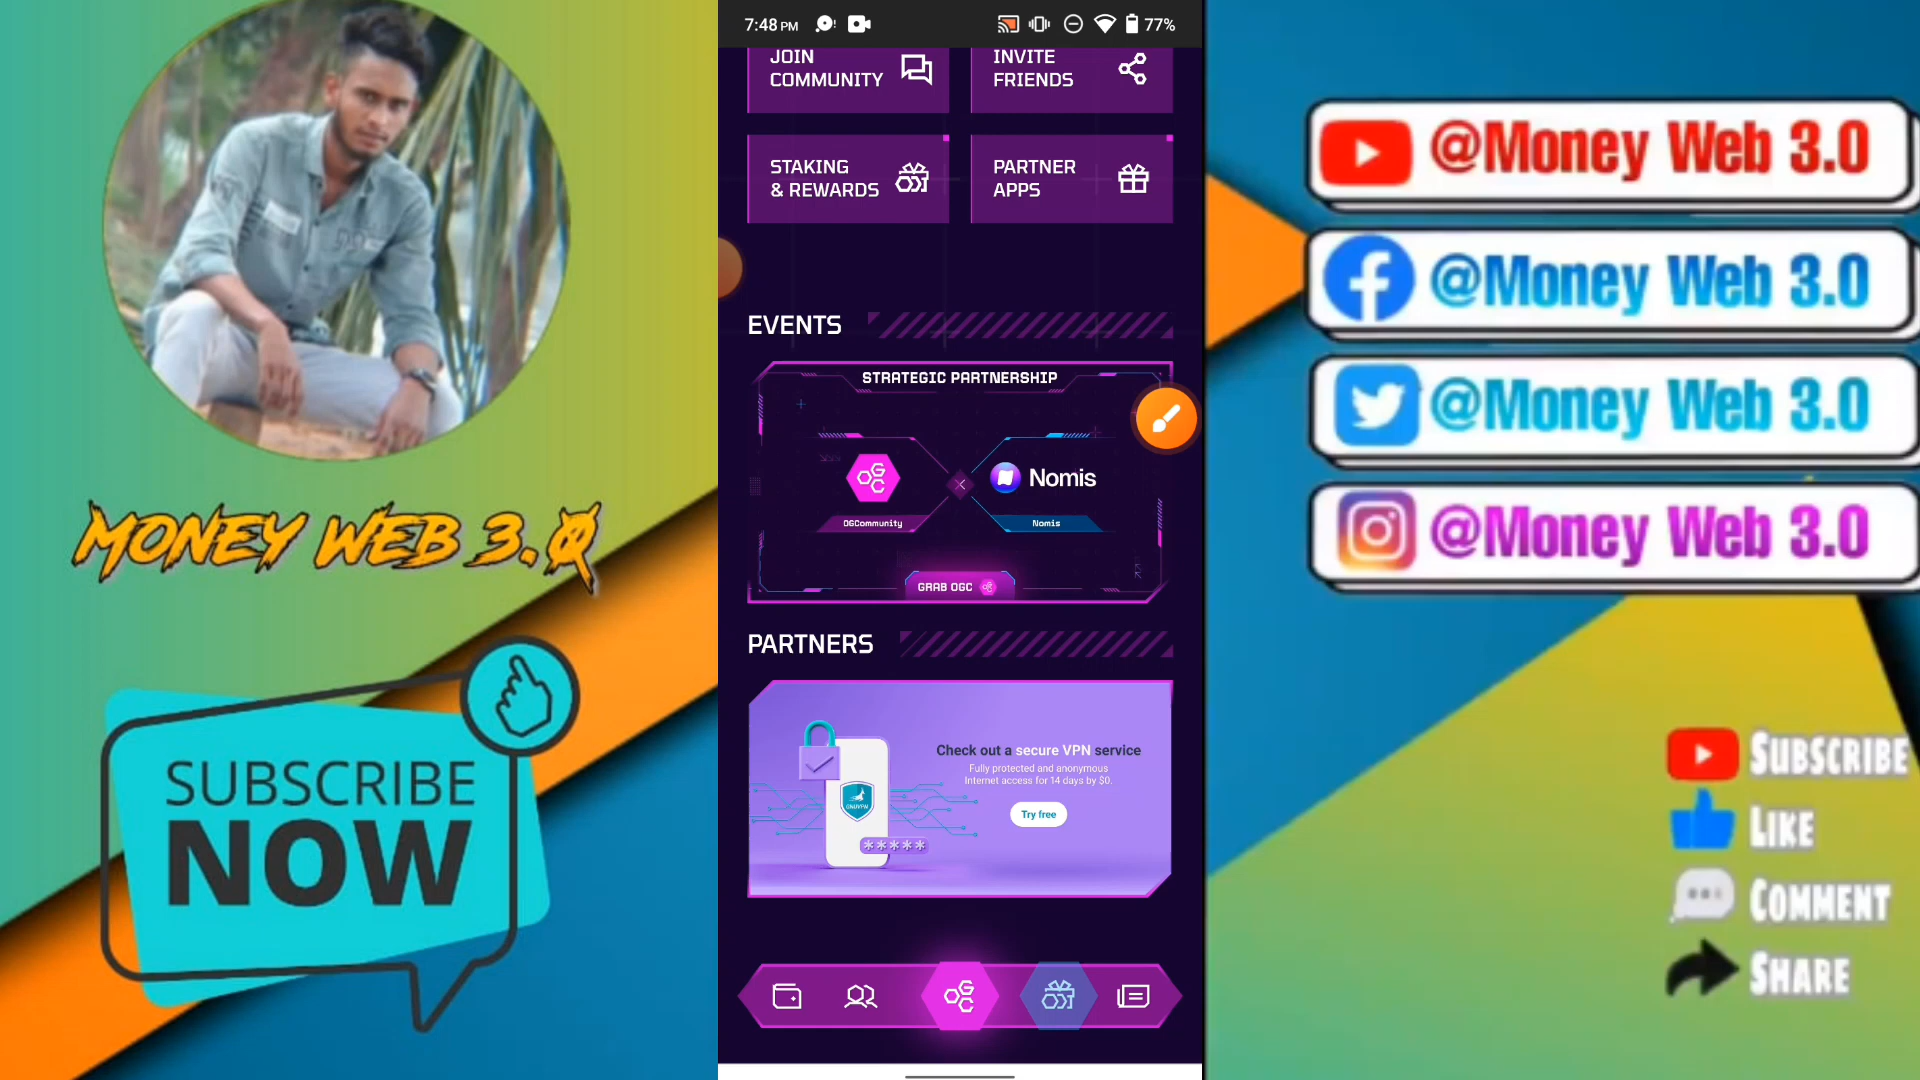 MONEY WEB 3.0
SUBSCRIBE
NOW
7:48 PM
77%
JOIN
COMMUNITY
INVITE
FRIENDS
STAKING
& REWARDS
PARTNER
APPS
EVENTS
STRATEGIC PARTNERSHIP
Nomis
OGCommunity
Nomis
GRAB OGC
PARTNERS
Check out a secure VPN service
Fully protected and anonymous
Internet access for 14 days by $0.
Try free
GNUVPN
*****
@Money Web 3.0
@Money Web 3.0
@Money Web 3.0
@Money Web 3.0
SUBSCRIBE
LIKE
COMMENT
SHARE